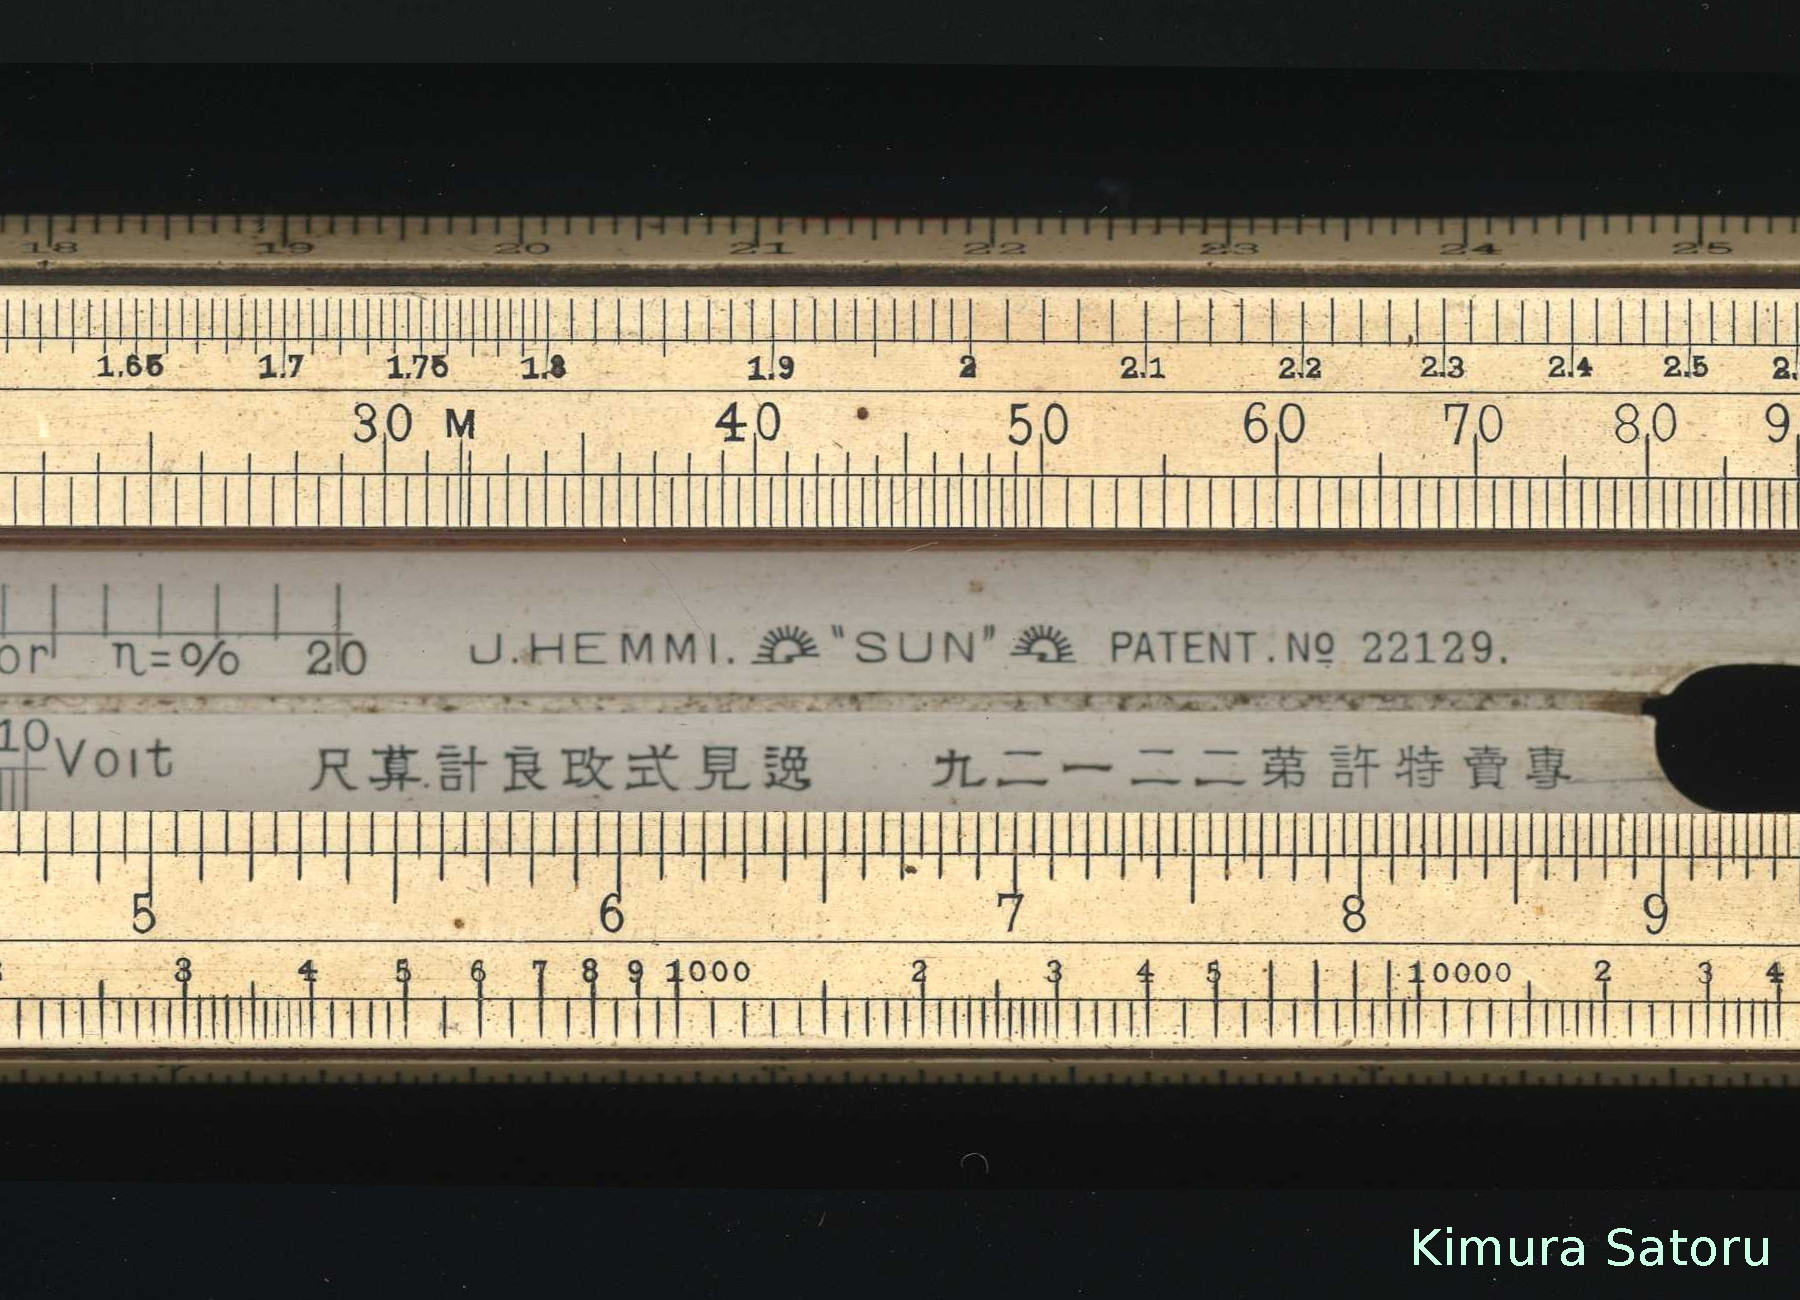 18 19 20 21 22 23 24 25
1.65 1.7 1.75 1.8 1.9 2 2.1 2.2 2.3 2.4 2.5 2.
30 M 40 50 60 70 80 9
or η=% 20 J.HEMMI. "SUN" PATENT.Nº 22129.
10 Volt 專賣特許第二二一二九 逸見式改良計算尺
5 6 7 8 9
3 4 5 6 7 8 9 1000 2 3 4 5 10000 2 3 4
Kimura Satoru